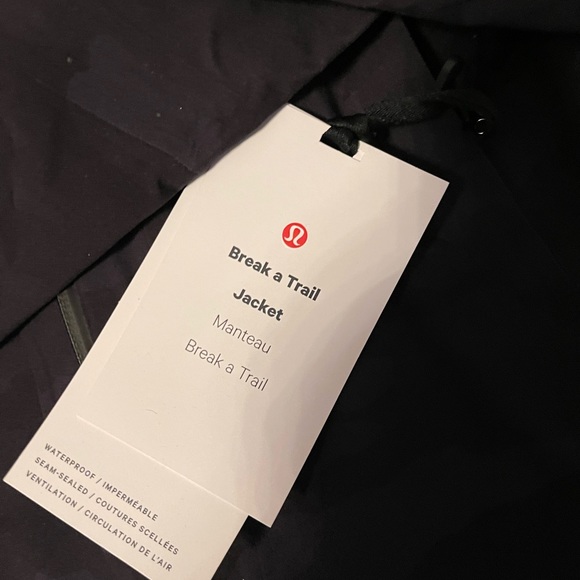 Break a Trail
Jacket
Manteau
Break a Trail
WATERPROOF / IMPERMÉABLE
SEAM-SEALED / COUTURES SCELLÉES
VENTILATION / CIRCULATION DE L'AIR